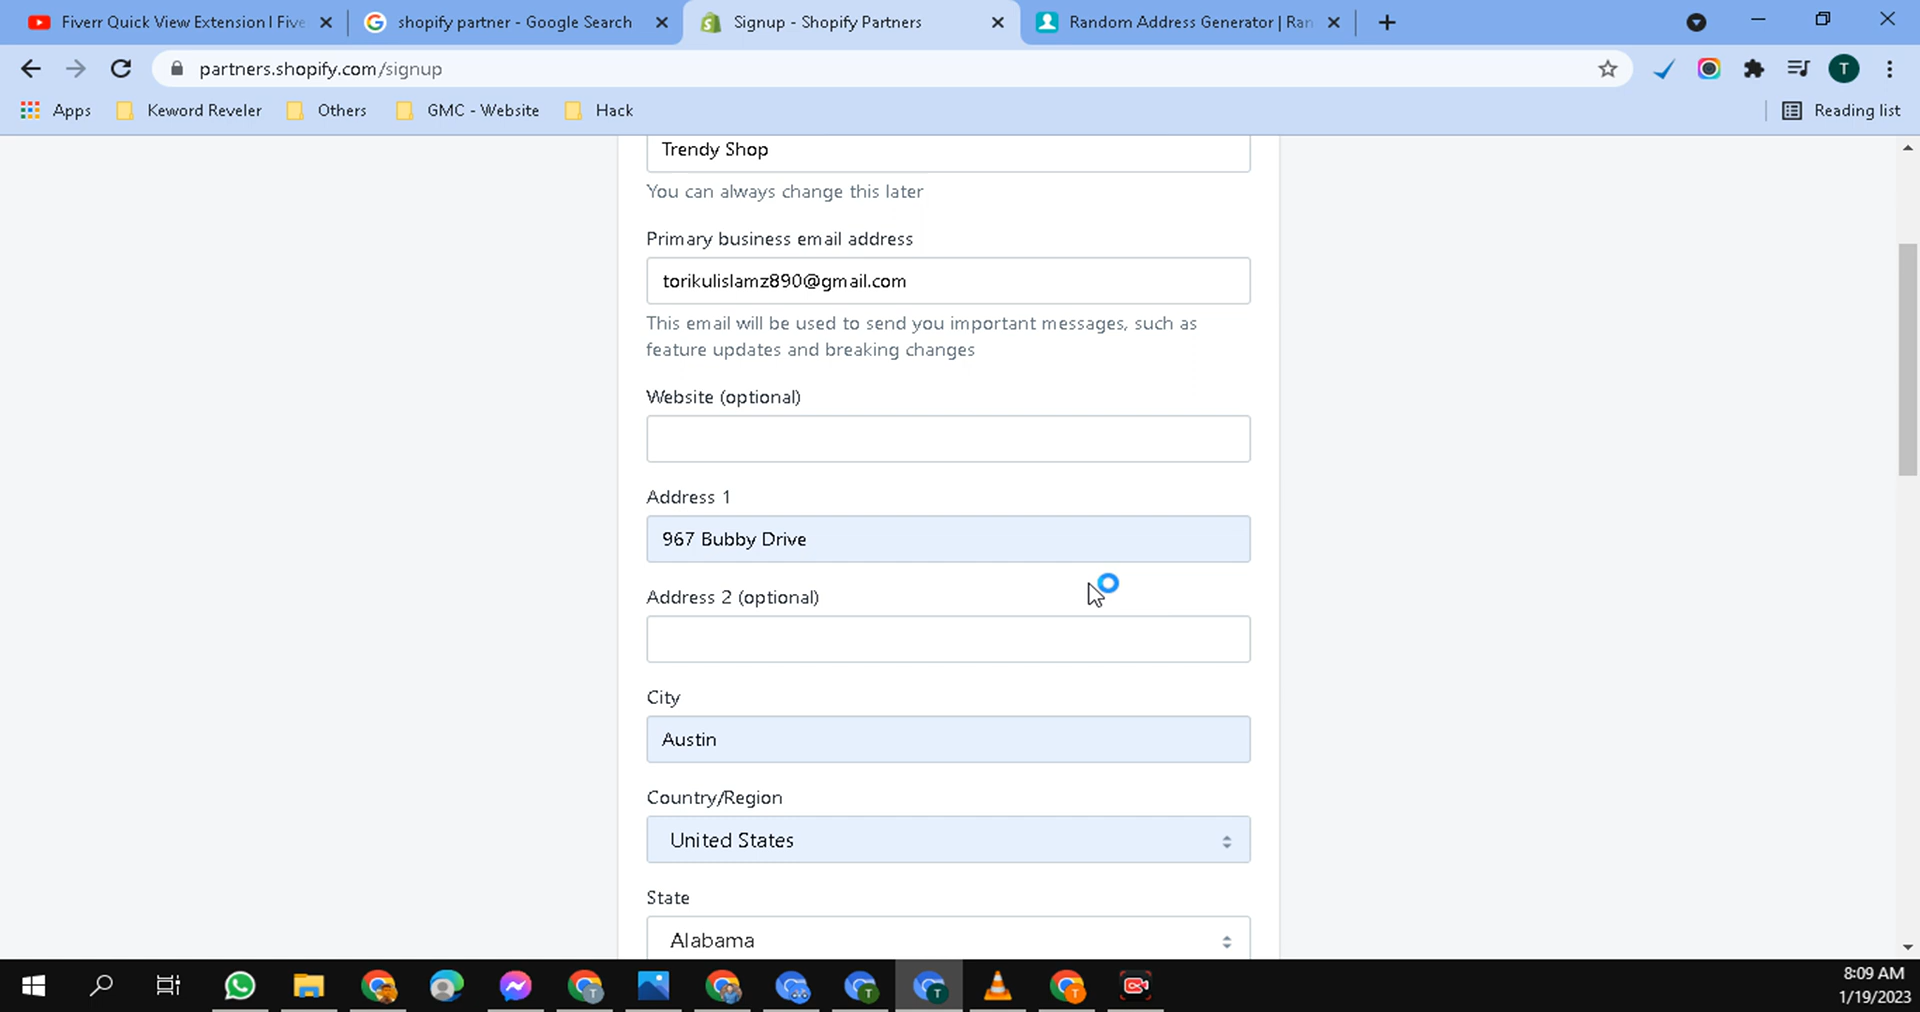 Fiverr Quick View Extension I Five
shopify partner - Google Search
Signup - Shopify Partners
Random Address Generator | Ran
partners.shopify.com/signup
Apps
Keword Reveler
Others
GMC - Website
Hack
Reading list
Trendy Shop
You can always change this later
Primary business email address
torikulislamz890@gmail.com
This email will be used to send you important messages, such as
feature updates and breaking changes
Website (optional)
Address 1
967 Bubby Drive
Address 2 (optional)
City
Austin
Country/Region
United States
State
Alabama
8:09 AM
1/19/2023